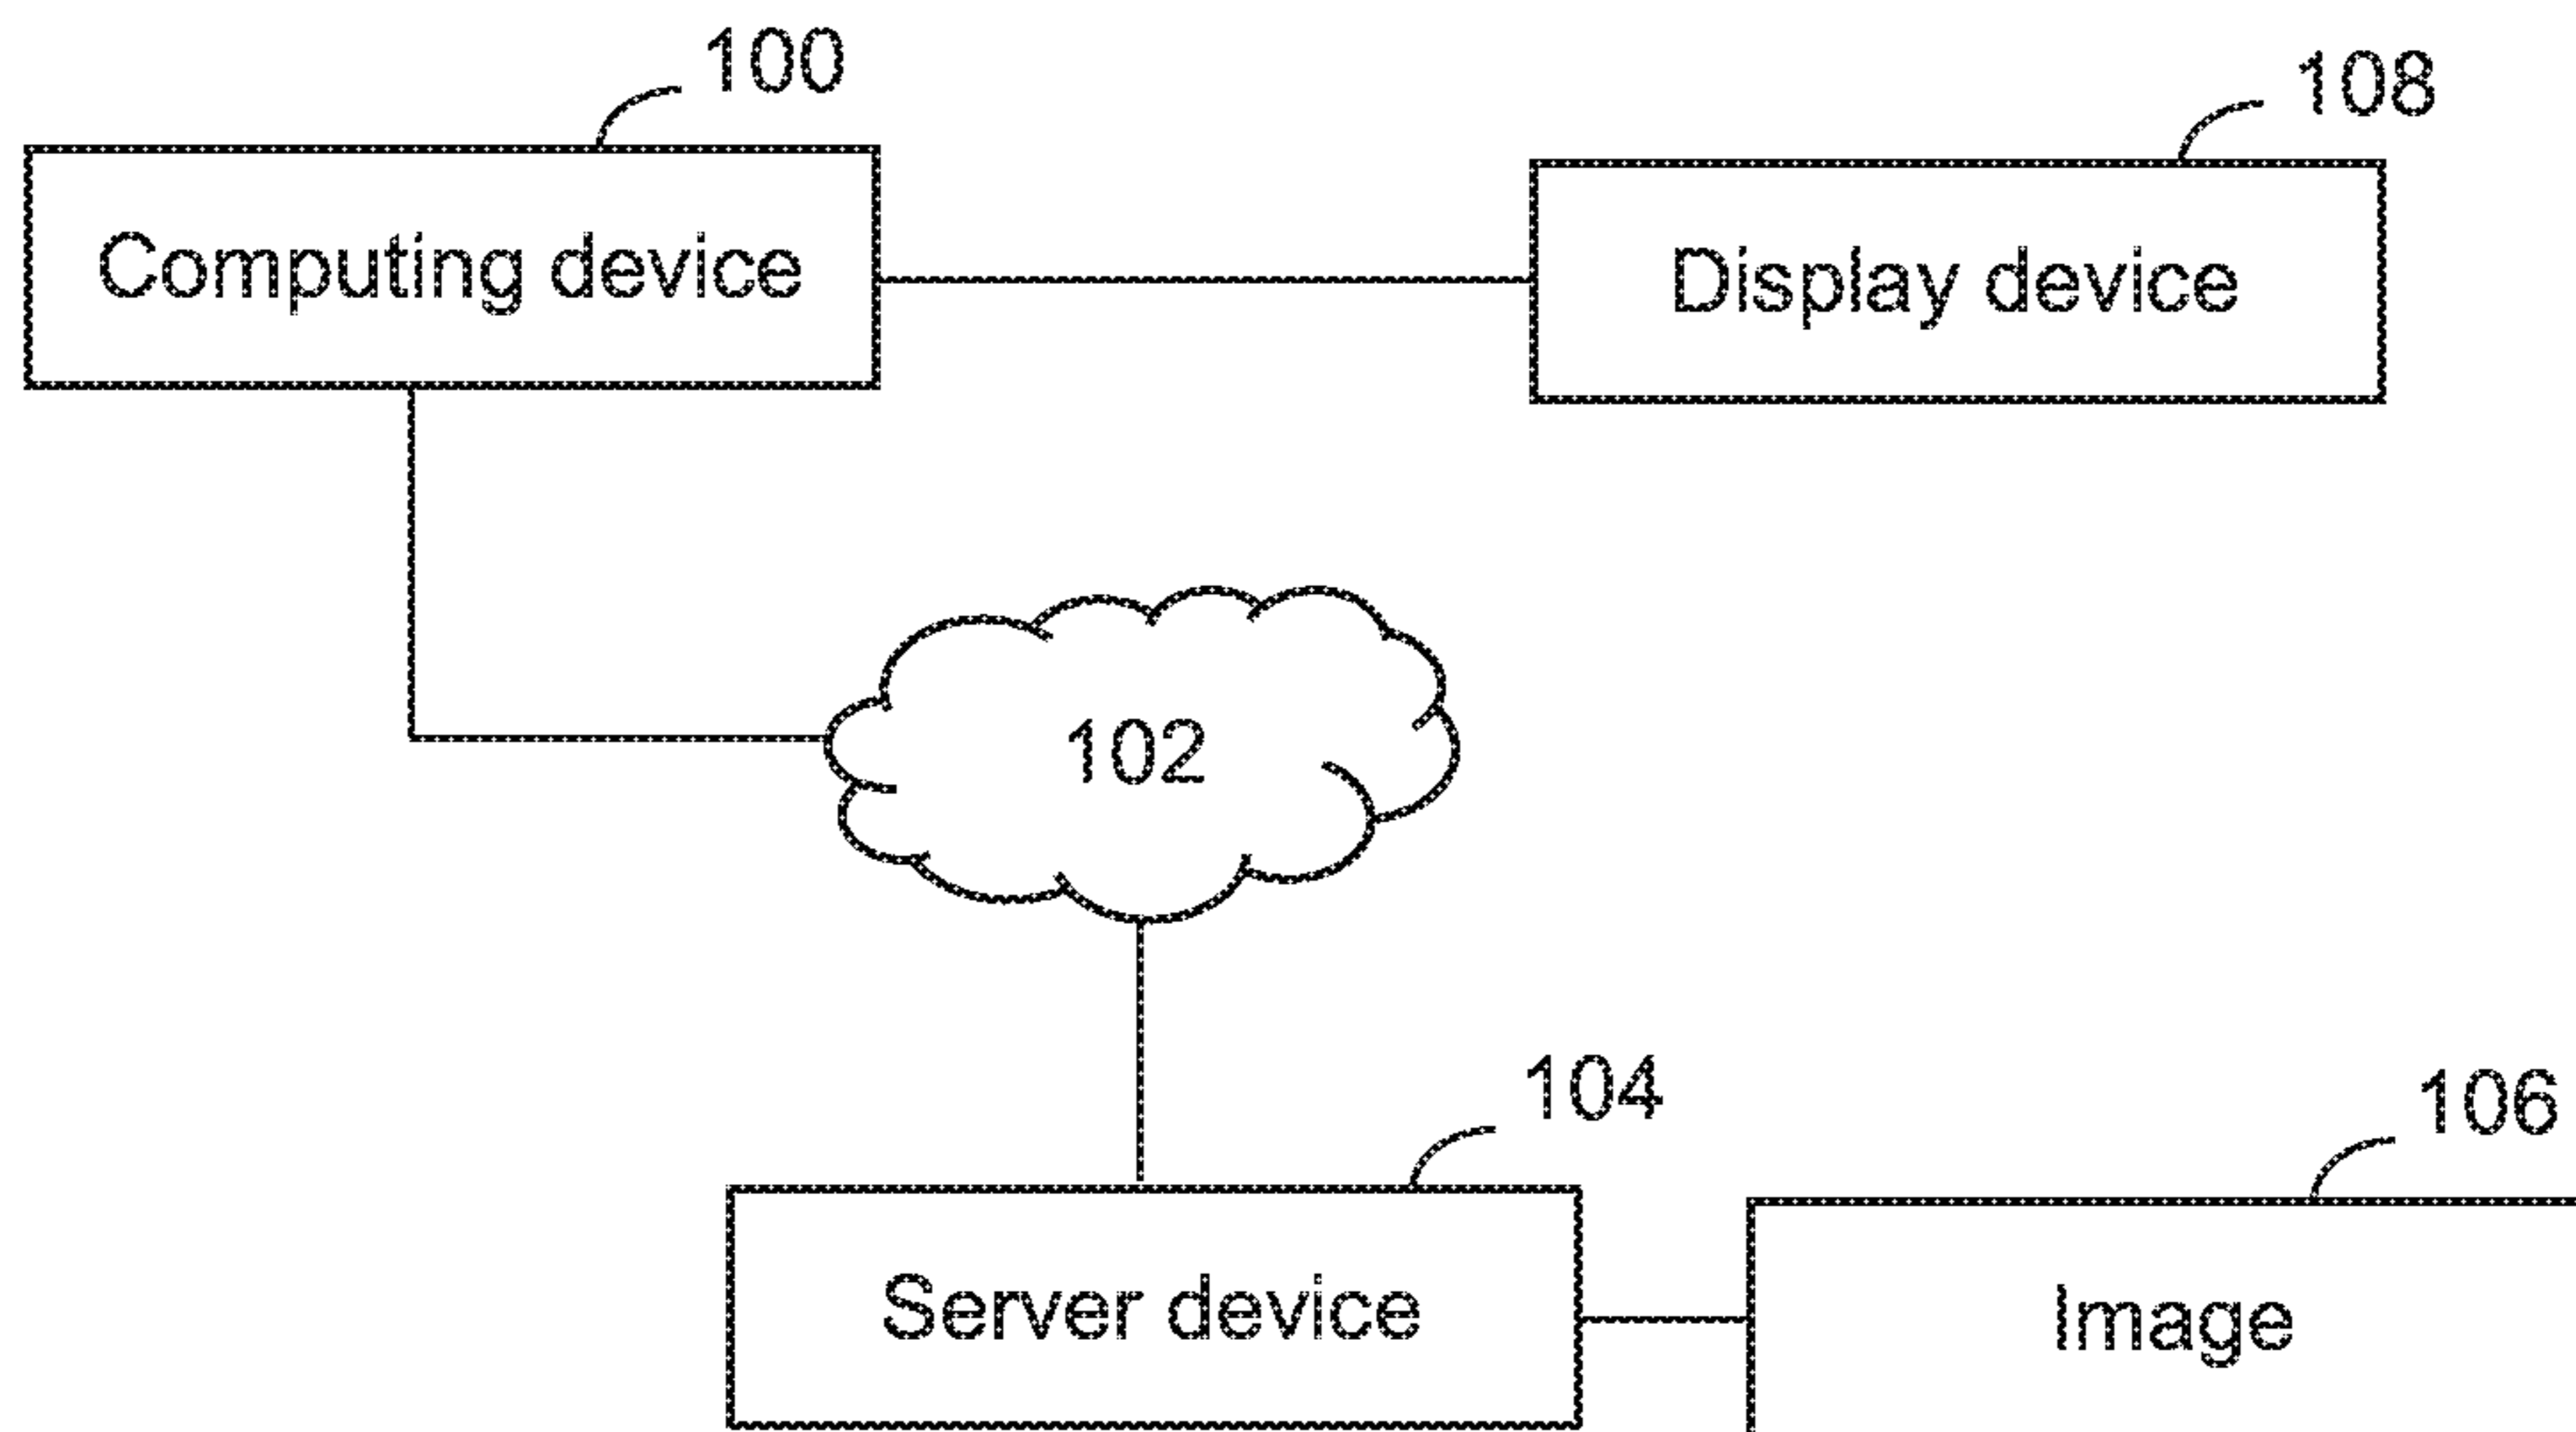 100
108
Computing device
Display device
102
104
106
Server device
Image